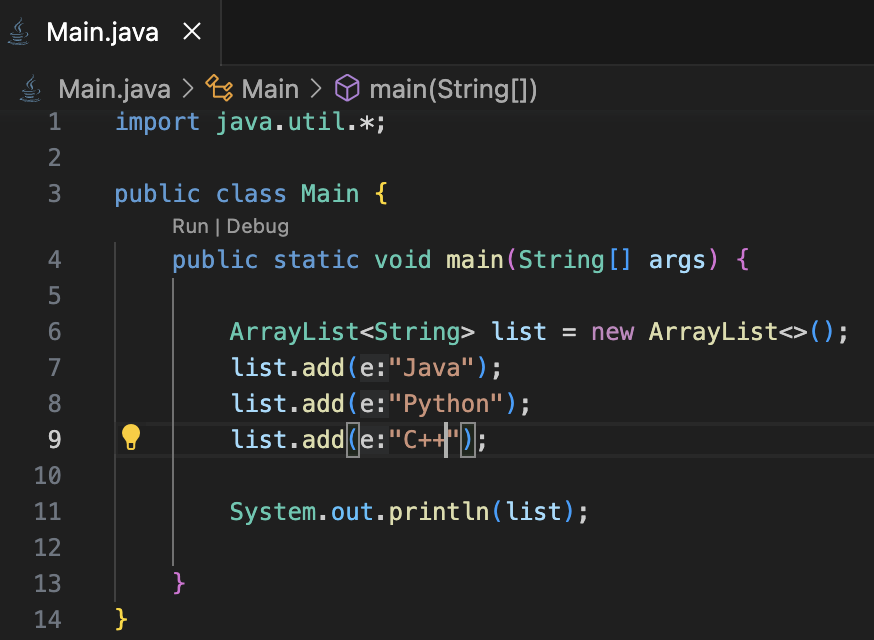 Main.java
Main.java > Main > main(String[])
1 import java.util.*;
2
3 public class Main {
Run | Debug
4 public static void main(String[] args) {
5
6 ArrayList<String> list = new ArrayList<>();
7 list.add(e:"Java");
8 list.add(e:"Python");
9 list.add(e:"C++");
10
11 System.out.println(list);
12
13 }
14 }